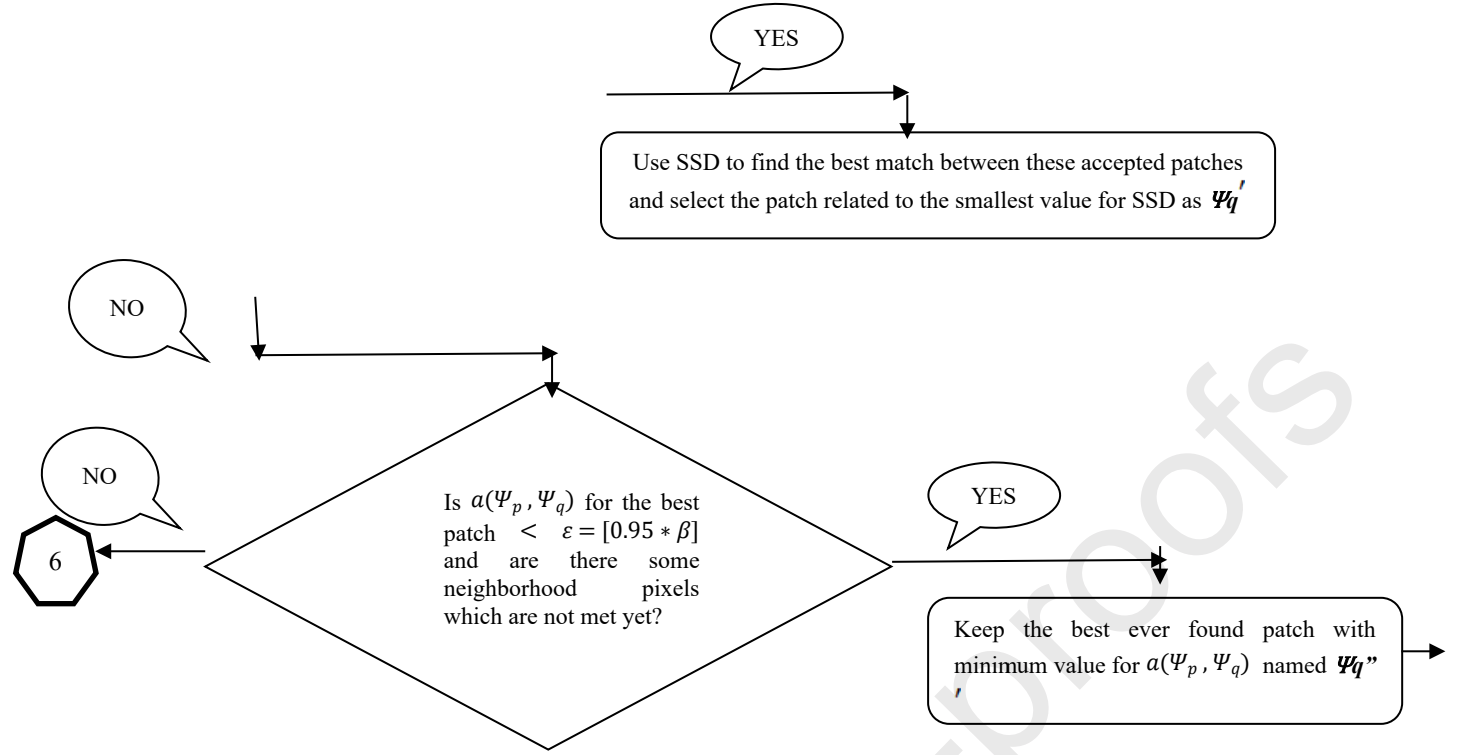 YES
Use SSD to find the best match between these accepted patches
and select the patch related to the smallest value for SSD as Ψq′
NO
NO
6
Is a(Ψₚ , Ψ_q) for the best
patch < ε = [0.95 ∗ β]
and are there some
neighborhood pixels
which are not met yet?
YES
Keep the best ever found patch with
minimum value for a(Ψₚ , Ψ_q) named Ψq”
′
proofs